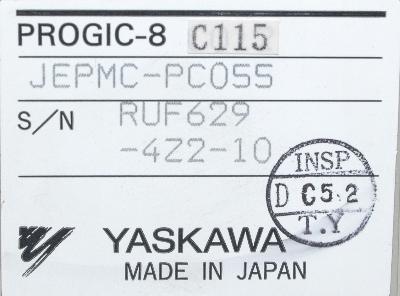 PROGIC-8 C115
JEPMC-PC055
S/N RUF629
-4Z2-10
INSP
D C5.2
T.Y
YASKAWA
MADE IN JAPAN